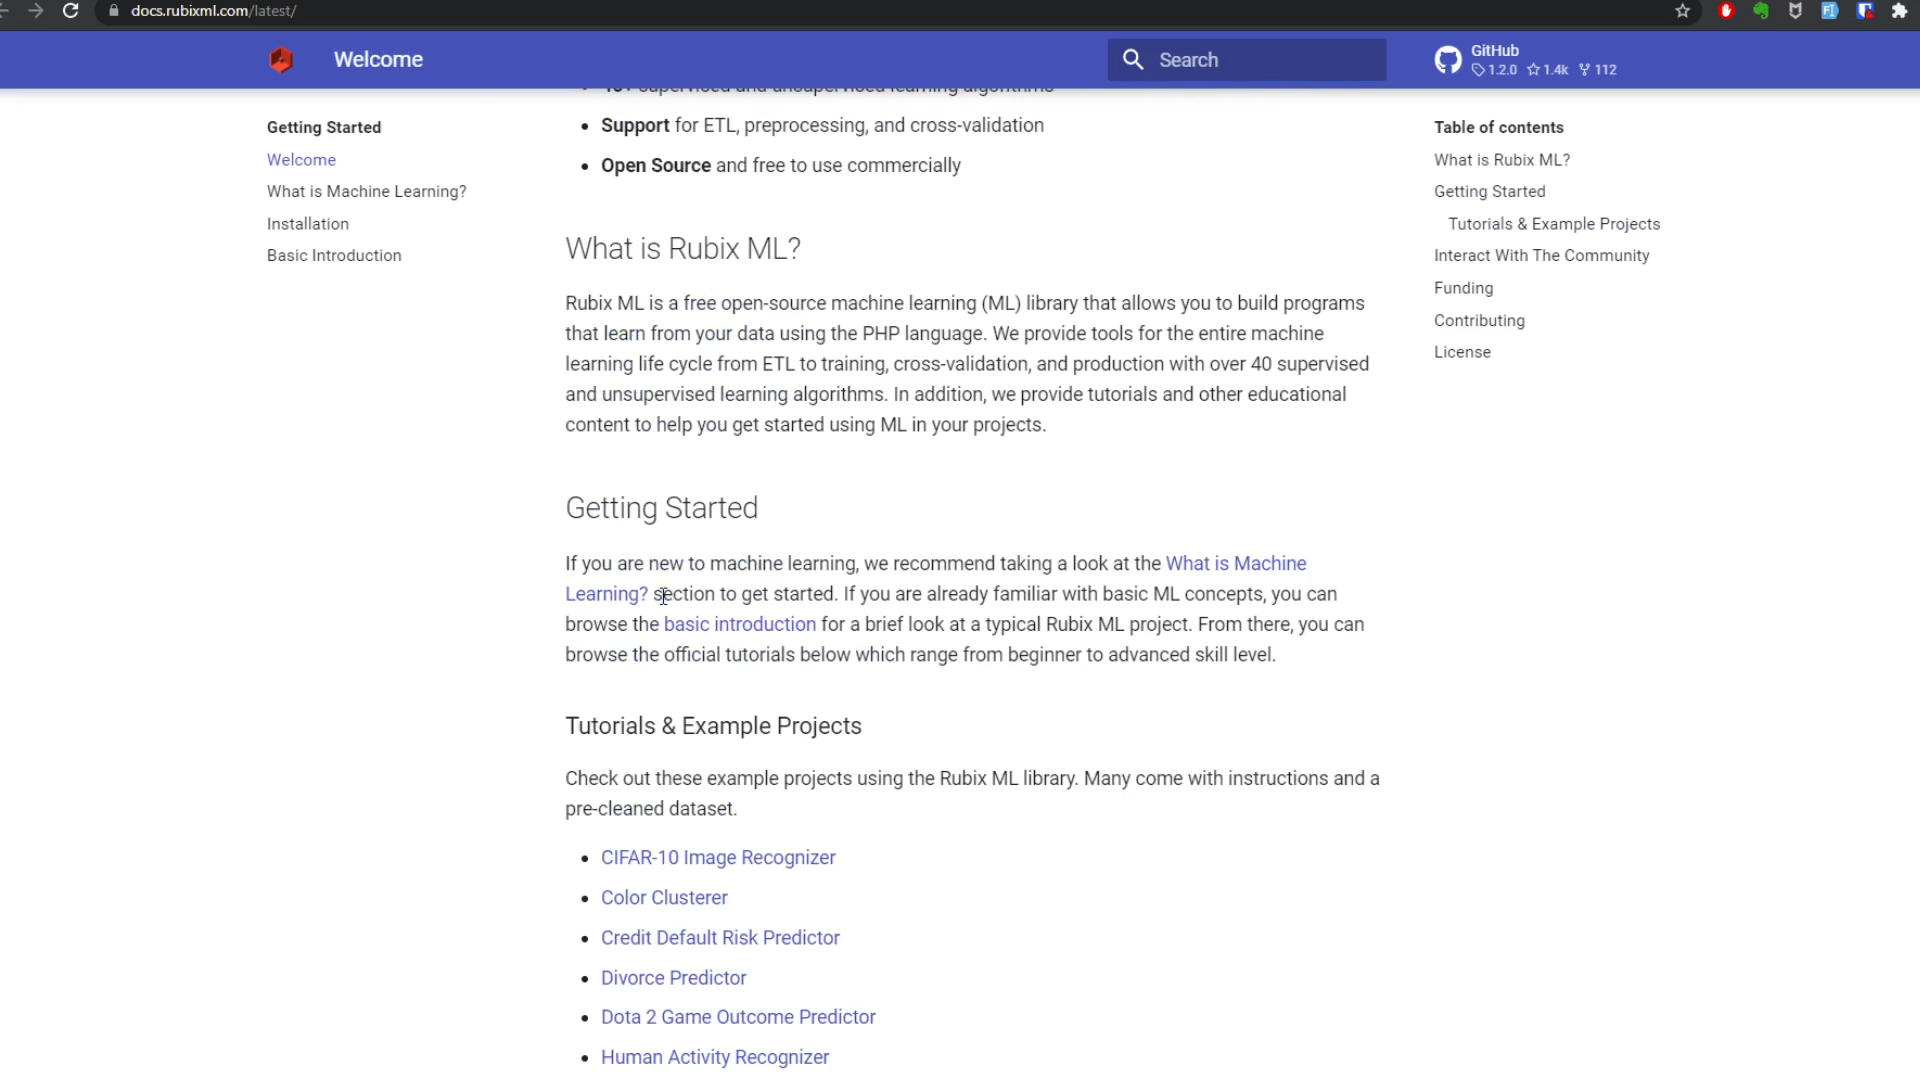 docs.rubixml.com/latest/
Welcome
Search
GitHub
1.2.0 1.4k 112
Getting Started
Welcome
What is Machine Learning?
Installation
Basic Introduction
40+ supervised and unsupervised learning algorithms
Support for ETL, preprocessing, and cross-validation
Open Source and free to use commercially
What is Rubix ML?
Rubix ML is a free open-source machine learning (ML) library that allows you to build programs
that learn from your data using the PHP language. We provide tools for the entire machine
learning life cycle from ETL to training, cross-validation, and production with over 40 supervised
and unsupervised learning algorithms. In addition, we provide tutorials and other educational
content to help you get started using ML in your projects.
Getting Started
If you are new to machine learning, we recommend taking a look at the What is Machine
Learning? section to get started. If you are already familiar with basic ML concepts, you can
browse the basic introduction for a brief look at a typical Rubix ML project. From there, you can
browse the official tutorials below which range from beginner to advanced skill level.
Tutorials & Example Projects
Check out these example projects using the Rubix ML library. Many come with instructions and a
pre-cleaned dataset.
CIFAR-10 Image Recognizer
Color Clusterer
Credit Default Risk Predictor
Divorce Predictor
Dota 2 Game Outcome Predictor
Human Activity Recognizer
Table of contents
What is Rubix ML?
Getting Started
Tutorials & Example Projects
Interact With The Community
Funding
Contributing
License